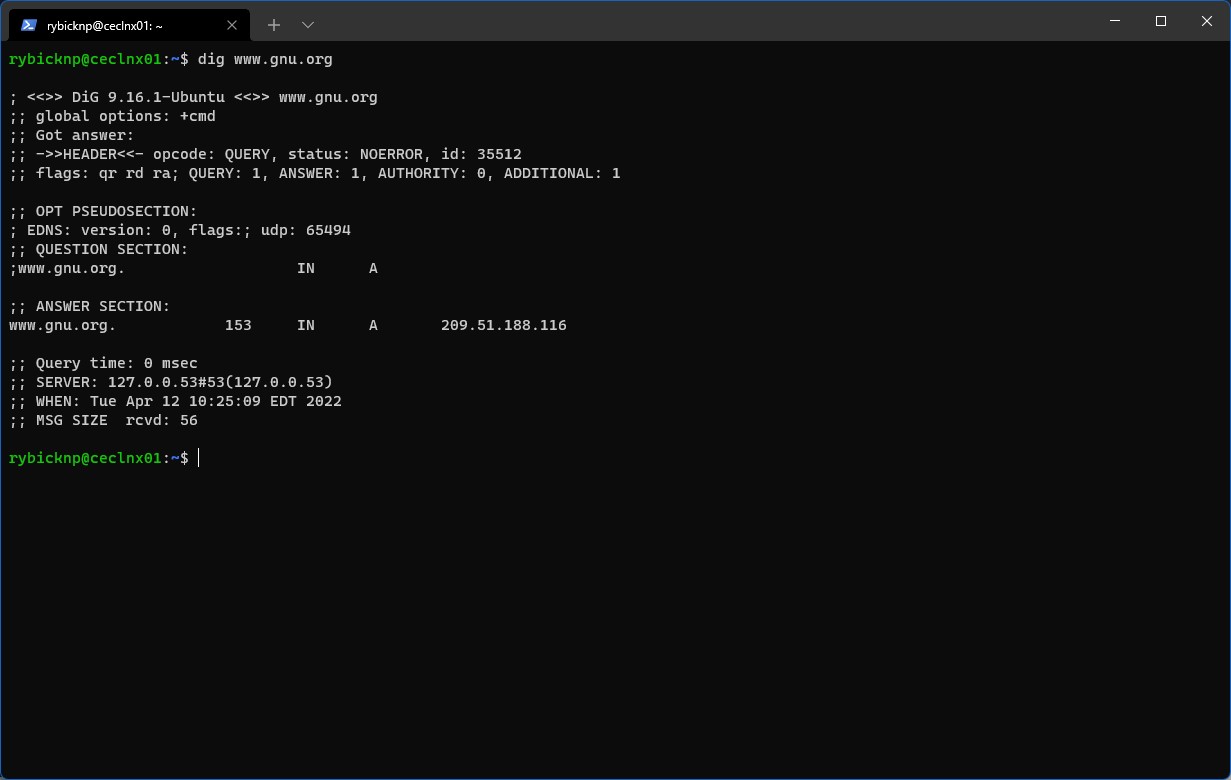 rybicknp@ceclnx01: ~
rybicknp@ceclnx01:~$ dig www.gnu.org
; <<>> DiG 9.16.1-Ubuntu <<>> www.gnu.org
;; global options: +cmd
;; Got answer:
;; ->>HEADER<<- opcode: QUERY, status: NOERROR, id: 35512
;; flags: qr rd ra; QUERY: 1, ANSWER: 1, AUTHORITY: 0, ADDITIONAL: 1
;; OPT PSEUDOSECTION:
; EDNS: version: 0, flags:; udp: 65494
;; QUESTION SECTION:
;www.gnu.org. IN A
;; ANSWER SECTION:
www.gnu.org. 153 IN A 209.51.188.116
;; Query time: 0 msec
;; SERVER: 127.0.0.53#53(127.0.0.53)
;; WHEN: Tue Apr 12 10:25:09 EDT 2022
;; MSG SIZE  rcvd: 56
rybicknp@ceclnx01:~$